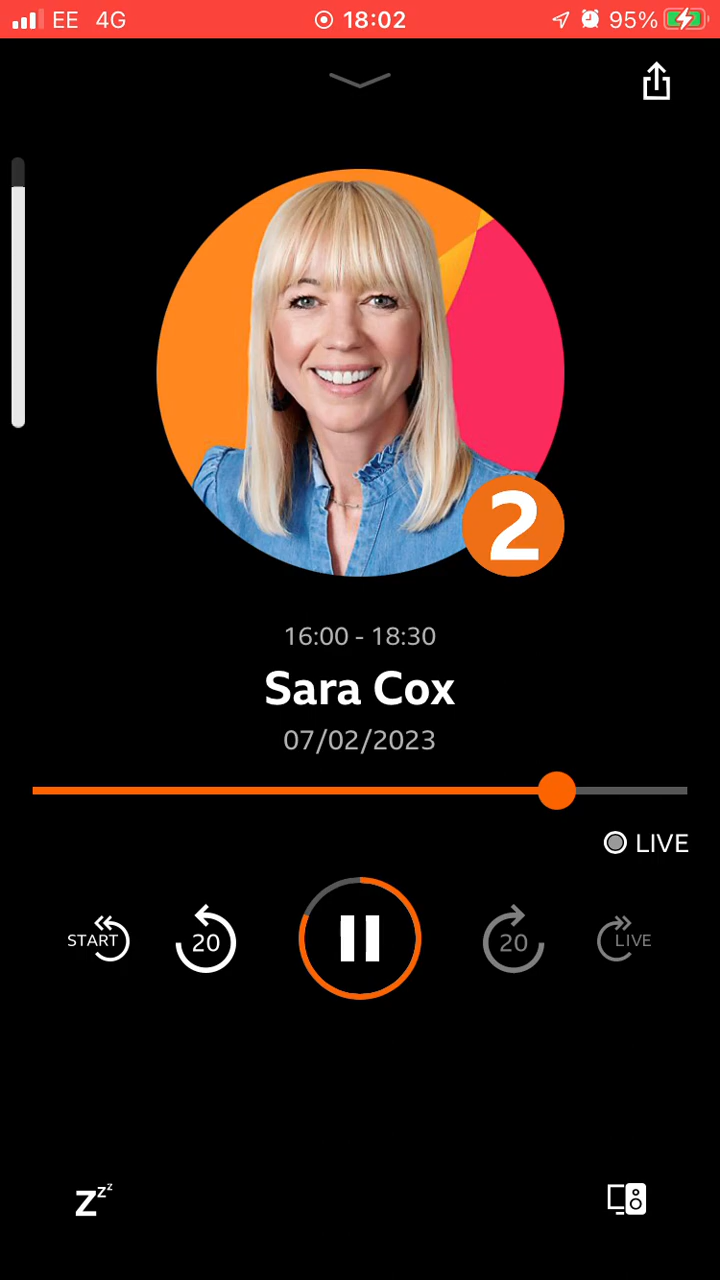 EE 4G 18:02 95%
2
16:00 - 18:30
Sara Cox
07/02/2023
LIVE
START 20 20 LIVE
zzz